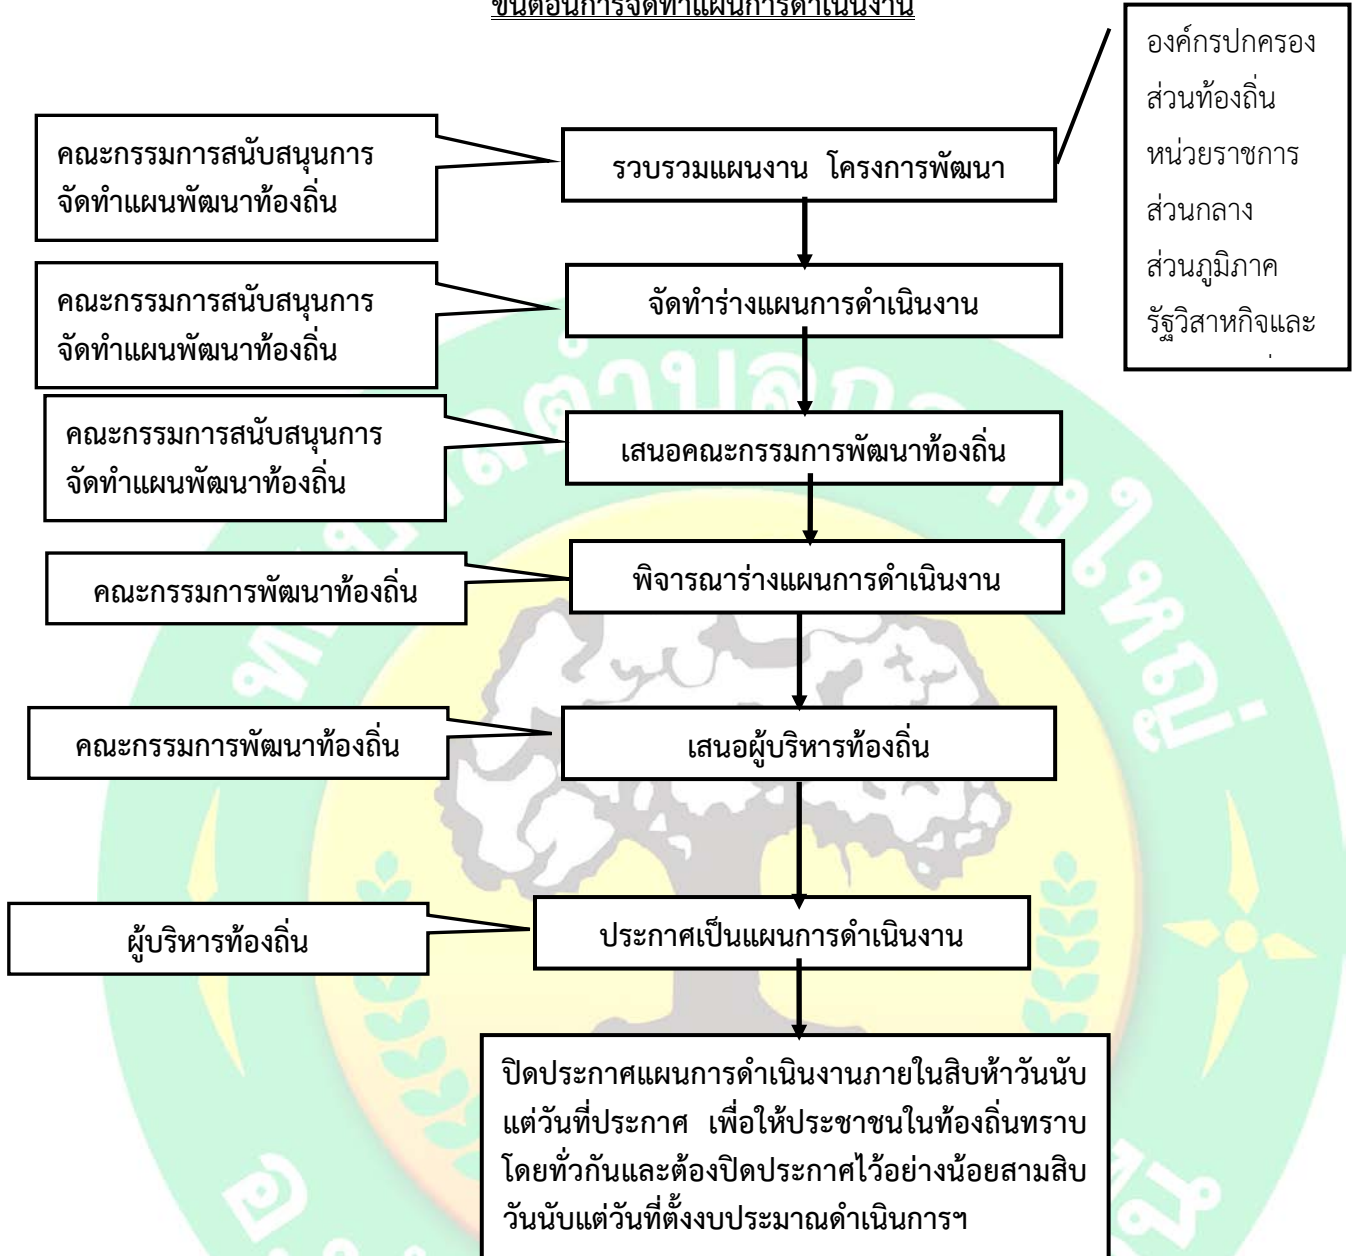 ขั้นตอนการจัดทำแผนการดำเนินงาน
องค์กรปกครอง
ส่วนท้องถิ่น
หน่วยราชการ
ส่วนกลาง
ส่วนภูมิภาค
รัฐวิสาหกิจและ
คณะกรรมการสนับสนุนการ
จัดทำแผนพัฒนาท้องถิ่น
รวบรวมแผนงาน โครงการพัฒนา
คณะกรรมการสนับสนุนการ
จัดทำแผนพัฒนาท้องถิ่น
จัดทำร่างแผนการดำเนินงาน
คณะกรรมการสนับสนุนการ
จัดทำแผนพัฒนาท้องถิ่น
เสนอคณะกรรมการพัฒนาท้องถิ่น
คณะกรรมการพัฒนาท้องถิ่น
พิจารณาร่างแผนการดำเนินงาน
คณะกรรมการพัฒนาท้องถิ่น
เสนอผู้บริหารท้องถิ่น
ผู้บริหารท้องถิ่น
ประกาศเป็นแผนการดำเนินงาน
ปิดประกาศแผนการดำเนินงานภายในสิบห้าวันนับ
แต่วันที่ประกาศ เพื่อให้ประชาชนในท้องถิ่นทราบ
โดยทั่วกันและต้องปิดประกาศไว้อย่างน้อยสามสิบ
วันนับแต่วันที่ตั้งงบประมาณดำเนินการฯ